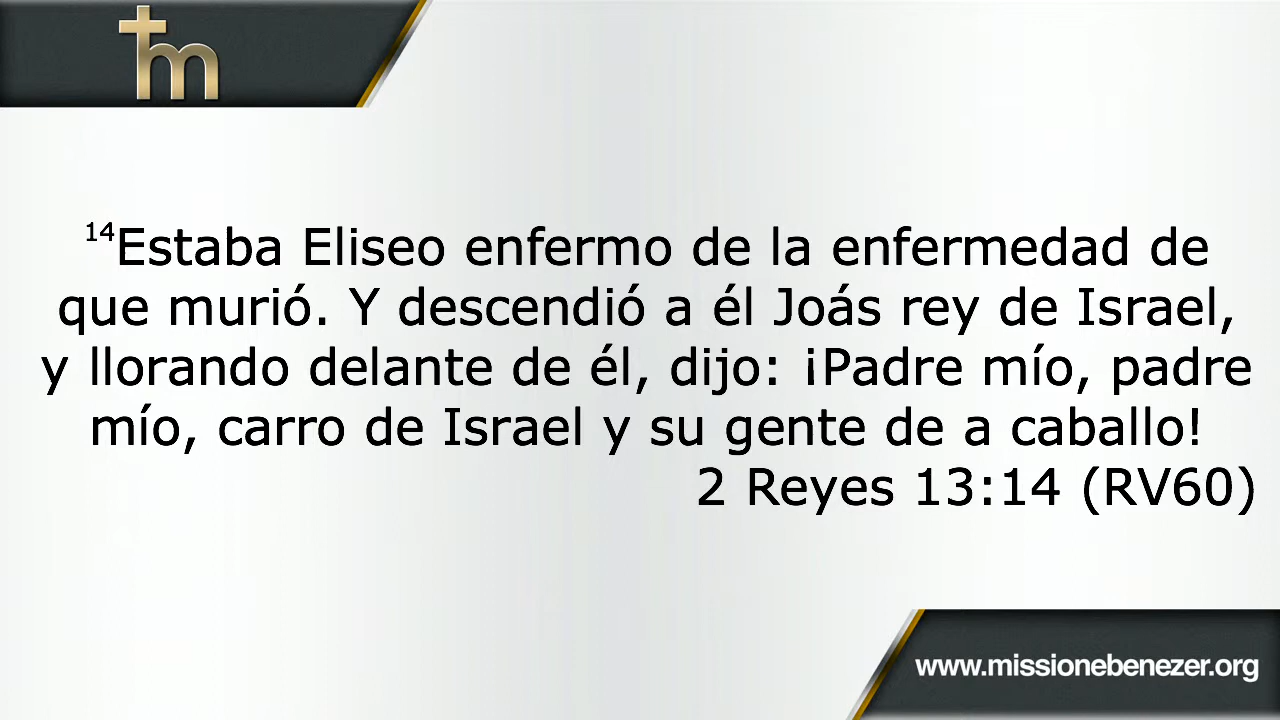 m
¹⁴Estaba Eliseo enfermo de la enfermedad de
que murió. Y descendió a él Joás rey de Israel,
y llorando delante de él, dijo: ¡Padre mío, padre
mío, carro de Israel y su gente de a caballo!
2 Reyes 13:14 (RV60)
www.missionebenezer.org